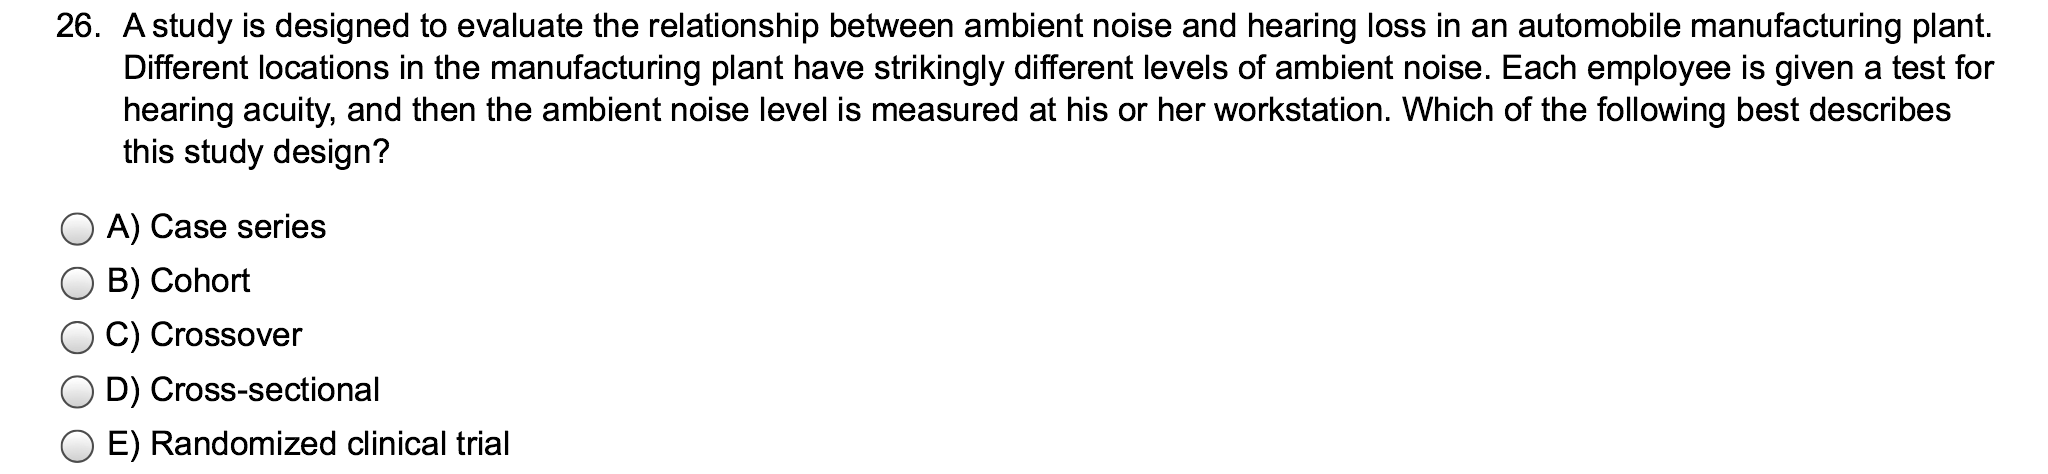 26. A study is designed to evaluate the relationship between ambient noise and hearing loss in an automobile manufacturing plant.
Different locations in the manufacturing plant have strikingly different levels of ambient noise. Each employee is given a test for
hearing acuity, and then the ambient noise level is measured at his or her workstation. Which of the following best describes
this study design?
A) Case series
B) Cohort
C) Crossover
D) Cross-sectional
E) Randomized clinical trial